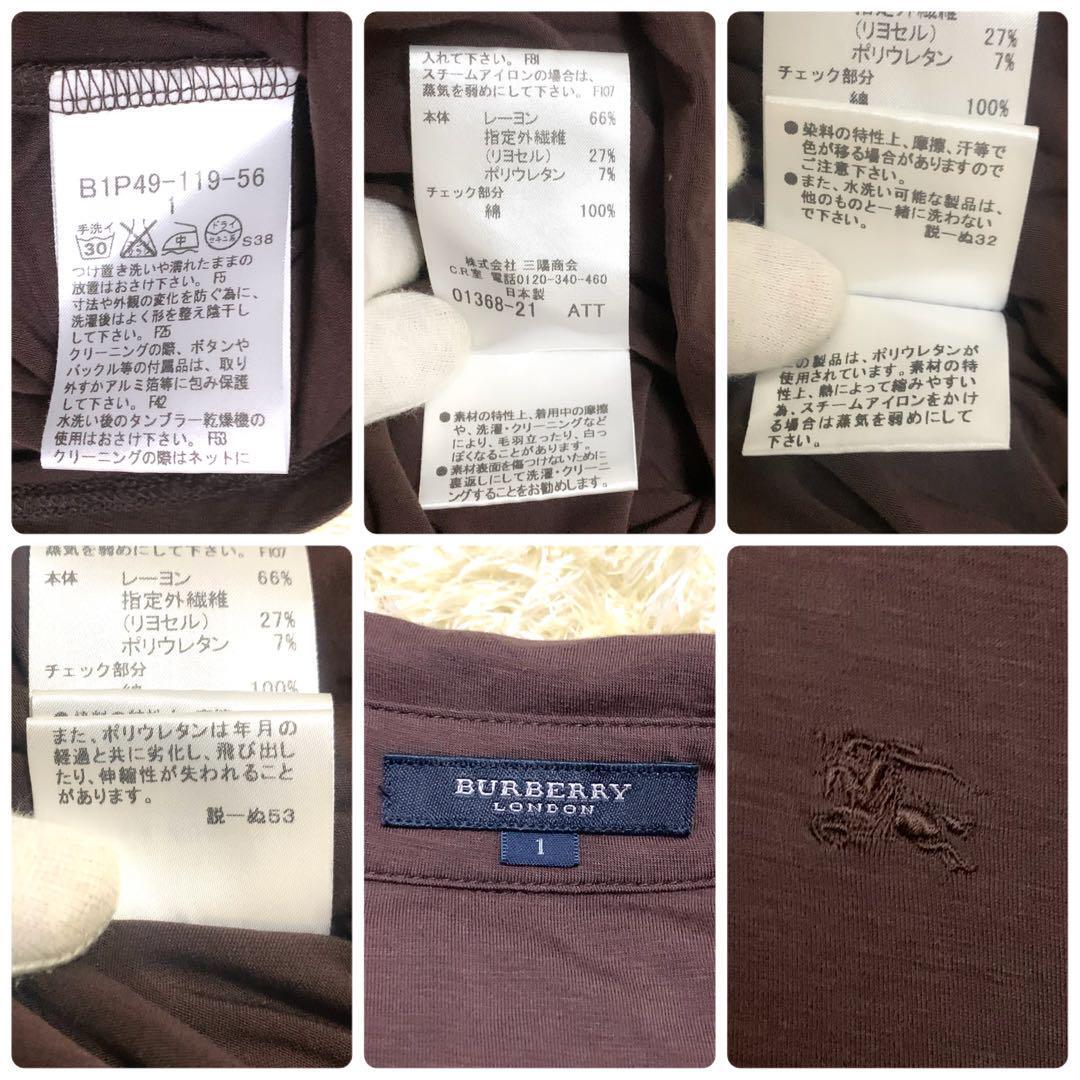 B1P49-119-56
1
手洗イ
30
中
ドライ
セキユ系
S38
つけ置き洗いや濡れたままの
放置はおさけ下さい。 F5
寸法や外観の変化を防ぐ為に、
洗濯後はよく形を整え陰干し
して下さい。 F25
クリーニングの際、ボタンや
バックル等の付属品は、取り
外すかアルミ箔等に包み保護
して下さい。 F42
水洗い後のタンブラー乾燥機の
使用はおさけ下さい。 F53
クリーニングの際はネットに
入れて下さい。 F81
スチームアイロンの場合は、
蒸気を弱めにして下さい。 F107
本体 レーヨン 66%
指定外繊維
(リヨセル) 27%
ポリウレタン 7%
チェック部分
綿 100%
株式会社 三陽商会
C.R室 電話0120-340-460
日本製
01368-21 ATT
●素材の特性上、着用中の摩擦
や、洗濯・クリーニングなど
により、毛羽立ったり、白っ
ぽくなることがあります。
●素材表面を傷つけないために
裏返しにして洗濯・クリーニ
ングすることをお勧めします。
指定外繊維
(リヨセル) 27%
ポリウレタン 7%
チェック部分
綿 100%
●染料の特性上、摩擦、汗等で
色が移る場合がありますので
ご注意下さい。
●また、水洗い可能な製品は、
他のものと一緒に洗わない
で下さい。 説ーぬ32
の製品は、ポリウレタンが
使用されています。素材の特
性上、熱によって縮みやすい
為、スチームアイロンをかけ
る場合は蒸気を弱めにして
下さい。
蒸気を弱めにして下さい。 F107
本体 レーヨン 66%
指定外繊維
(リヨセル) 27%
ポリウレタン 7%
チェック部分
綿 100%
また、ポリウレタンは年月の
経過と共に劣化し、飛び出し
たり、伸縮性が失われること
があります。
説ーぬ53
BURBERRY
LONDON
1